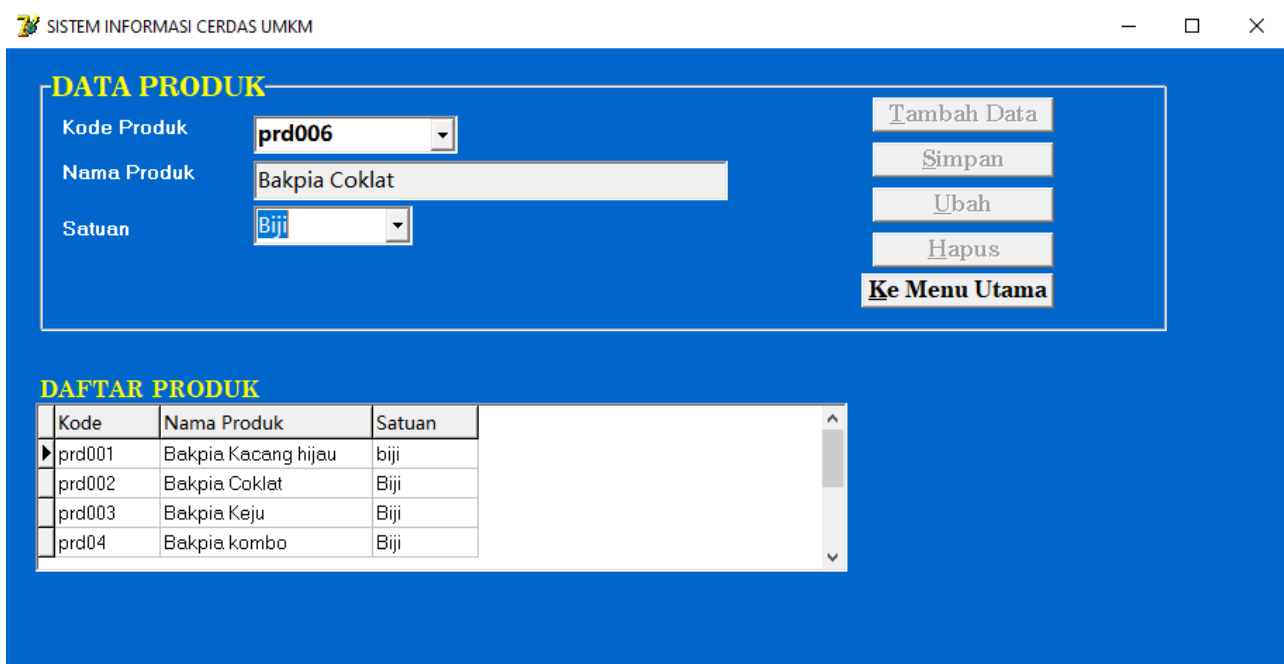 SISTEM INFORMASI CERDAS UMKM
DATA PRODUK
Kode Produk prd006
Nama Produk Bakpia Coklat
Satuan Biji
Tambah Data
Simpan
Ubah
Hapus
Ke Menu Utama
DAFTAR PRODUK
Kode Nama Produk Satuan
prd001 Bakpia Kacang hijau biji
prd002 Bakpia Coklat Biji
prd003 Bakpia Keju Biji
prd04 Bakpia kombo Biji